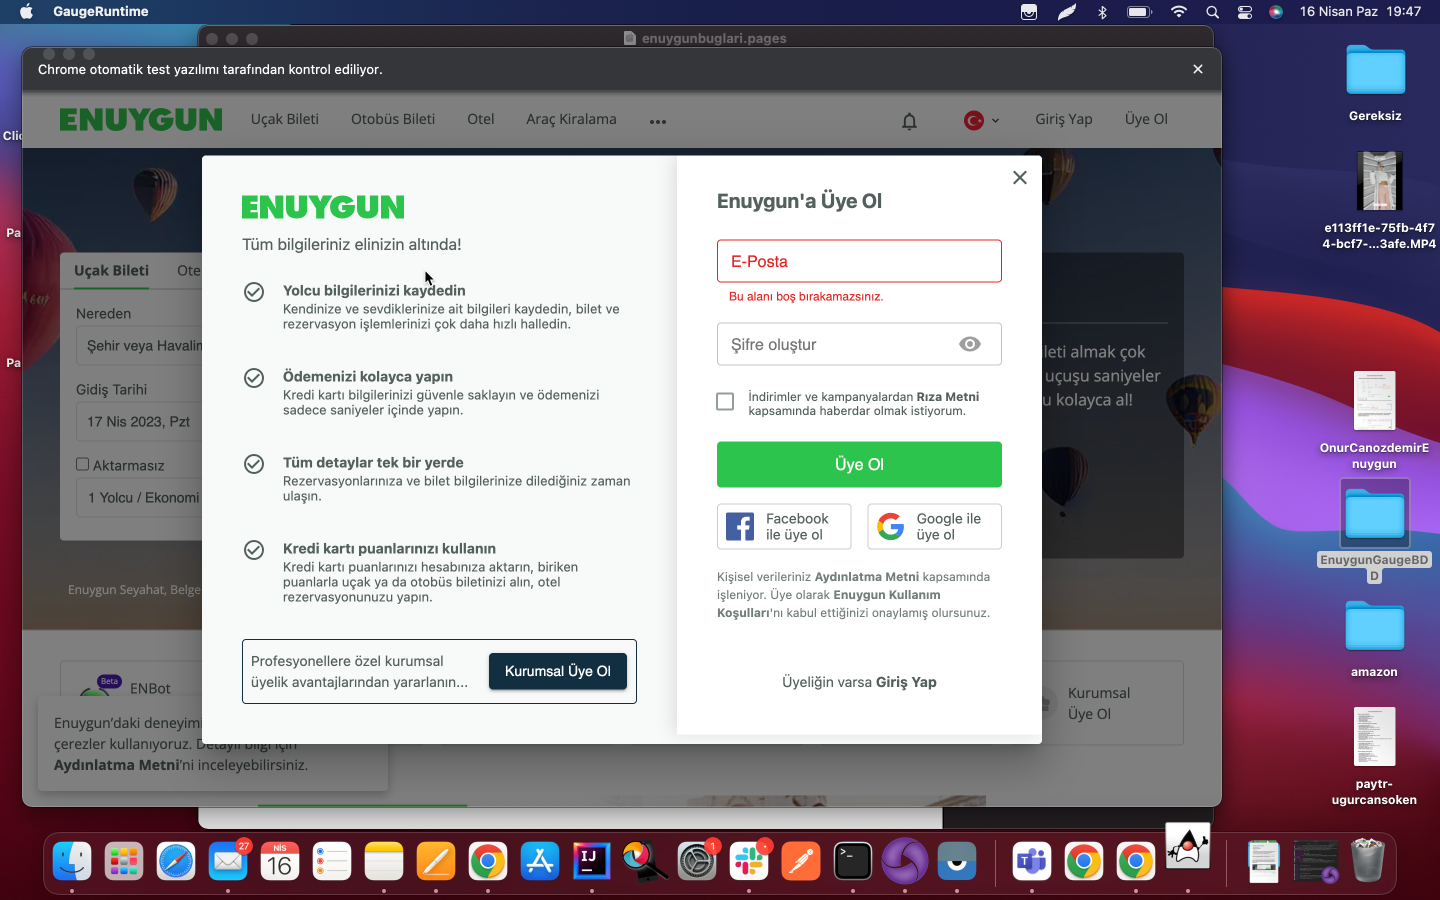 GaugeRuntime
16 Nisan Paz 19:47
enuygunbuglari.pages
Chrome otomatik test yazılımı tarafından kontrol ediliyor.
ENUYGUN
Uçak Bileti
Otobüs Bileti
Otel
Araç Kiralama
Giriş Yap
Üye Ol
Uçak Bileti
Ote
Nereden
Şehir veya Havalin
Gidiş Tarihi
17 Nis 2023, Pzt
Aktarmasız
1 Yolcu / Ekonomi
Enuygun Seyahat, Belge
leti almak çok
uçuşu saniyeler
u kolayca al!
ENUYGUN
Tüm bilgileriniz elinizin altında!
Yolcu bilgilerinizi kaydedin
Kendinize ve sevdiklerinize ait bilgileri kaydedin, bilet ve
rezervasyon işlemlerinizi çok daha hızlı halledin.
Ödemenizi kolayca yapın
Kredi kartı bilgilerinizi güvenle saklayın ve ödemenizi
sadece saniyeler içinde yapın.
Tüm detaylar tek bir yerde
Rezervasyonlarınıza ve bilet bilgilerinize dilediğiniz zaman
ulaşın.
Kredi kartı puanlarınızı kullanın
Kredi kartı puanlarınızı hesabınıza aktarın, biriken
puanlarla uçak ya da otobüs biletinizi alın, otel
rezervasyonunuzu yapın.
Profesyonellere özel kurumsal
üyelik avantajlarından yararlanın...
Kurumsal Üye Ol
Enuygun'a Üye Ol
E-Posta
Bu alanı boş bırakamazsınız.
Şifre oluştur
İndirimler ve kampanyalardan Rıza Metni
kapsamında haberdar olmak istiyorum.
Üye Ol
Facebook
ile üye ol
Google ile
üye ol
Kişisel verileriniz Aydınlatma Metni kapsamında
işleniyor. Üye olarak Enuygun Kullanım
Koşulları'nı kabul ettiğinizi onaylamış olursunuz.
Üyeliğin varsa Giriş Yap
Beta
ENBot
Kurumsal
Üye Ol
Enuygun'daki deneyimi
çerezler kullanıyoruz. Detaylı bilgi için
Aydınlatma Metni'ni inceleyebilirsiniz.
Clic
Pa
Pa
Gereksiz
e113ff1e-75fb-4f7
4-bcf7-...3afe.MP4
OnurCanozdemirE
nuygun
EnuygunGaugeBD
D
amazon
paytr-
ugurcansoken
27
NİS
16
IJ
1